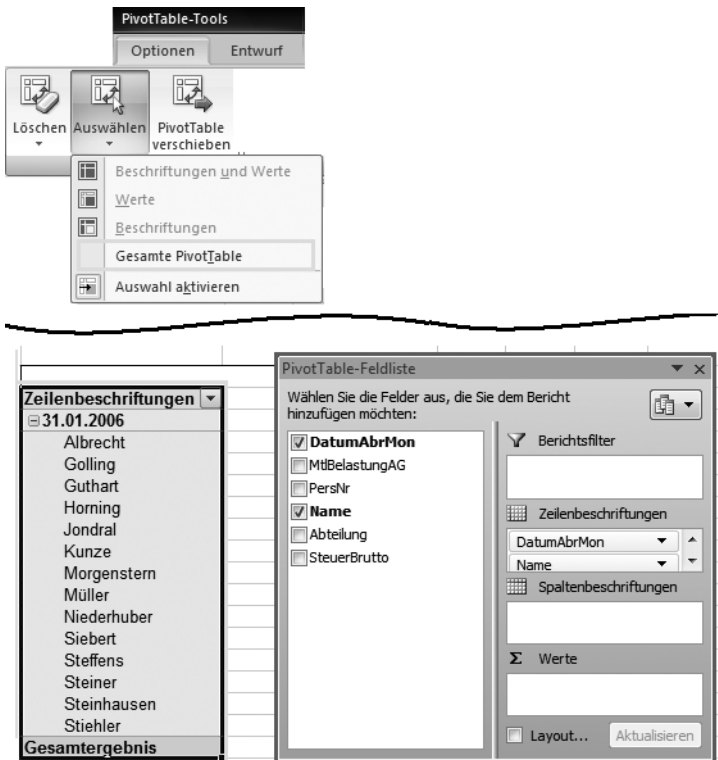 PivotTable-Tools
Optionen Entwurf
Löschen Auswählen PivotTable verschieben
Beschriftungen und Werte
Werte
Beschriftungen
Gesamte PivotTable
Auswahl aktivieren
Zeilenbeschriftungen
31.01.2006
Albrecht
Golling
Guthart
Horning
Jondral
Kunze
Morgenstern
Müller
Niederhuber
Siebert
Steffens
Steiner
Steinhausen
Stiehler
Gesamtergebnis
PivotTable-Feldliste
Wählen Sie die Felder aus, die Sie dem Bericht
hinzufügen möchten:
DatumAbrMon
MtlBelastungAG
PersNr
Name
Abteilung
SteuerBrutto
Berichtsfilter
Zeilenbeschriftungen
DatumAbrMon
Name
Spaltenbeschriftungen
Σ Werte
Layout... Aktualisieren